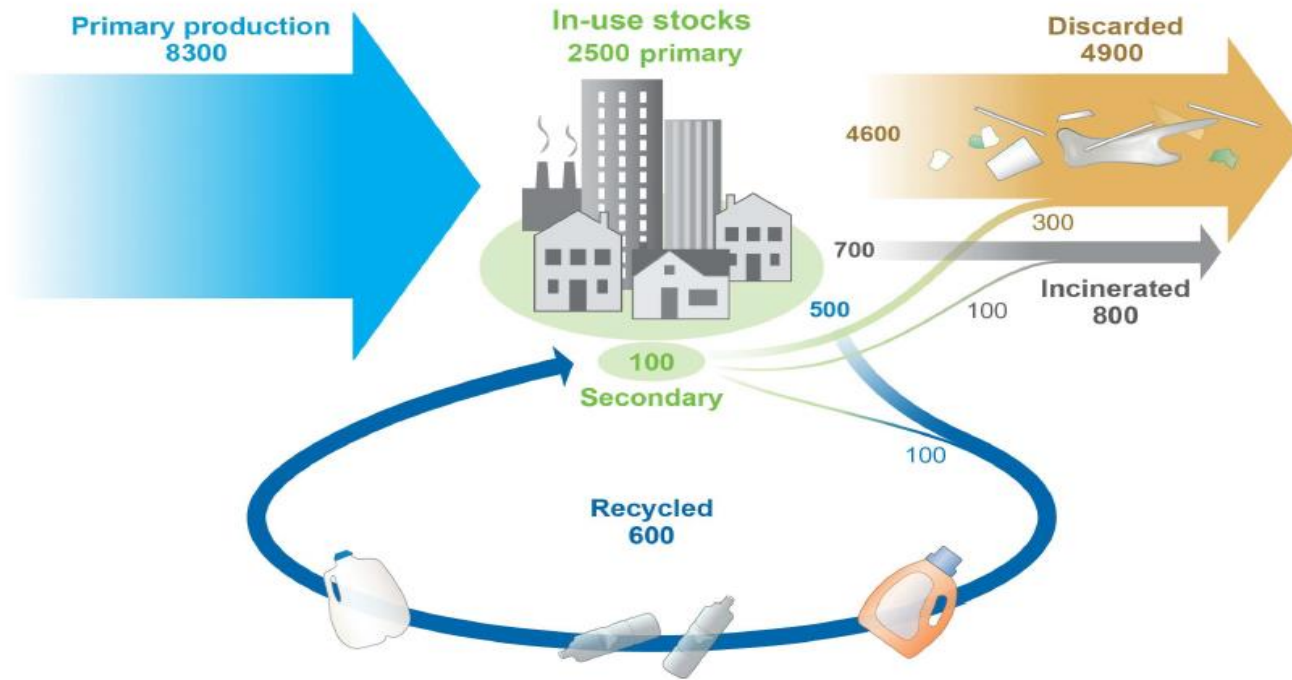 Primary production
8300
In-use stocks
2500 primary
Discarded
4900
4600
300
700
Incinerated
800
100
500
100
Secondary
100
Recycled
600